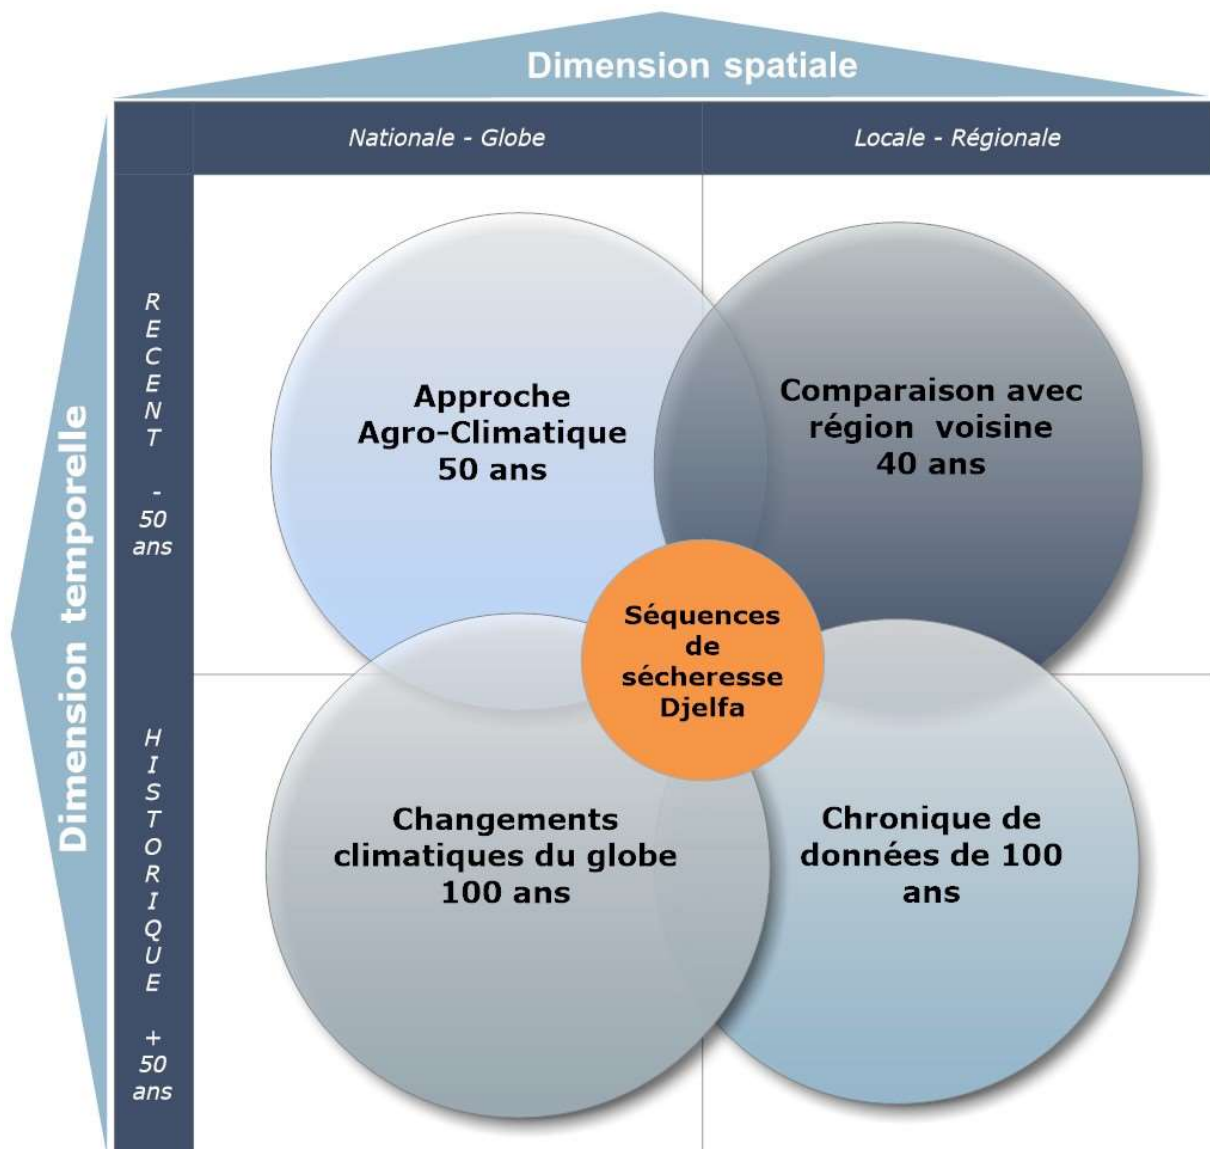 Dimension spatiale
Nationale - Globe
Locale - Régionale
Dimension temporelle
RECENT
-
50
ans
Approche
Agro-Climatique
50 ans
Comparaison avec
région voisine
40 ans
Séquences
de
sécheresse
Djelfa
HISTORIQUE
+
50
ans
Changements
climatiques du globe
100 ans
Chronique de
données de 100
ans